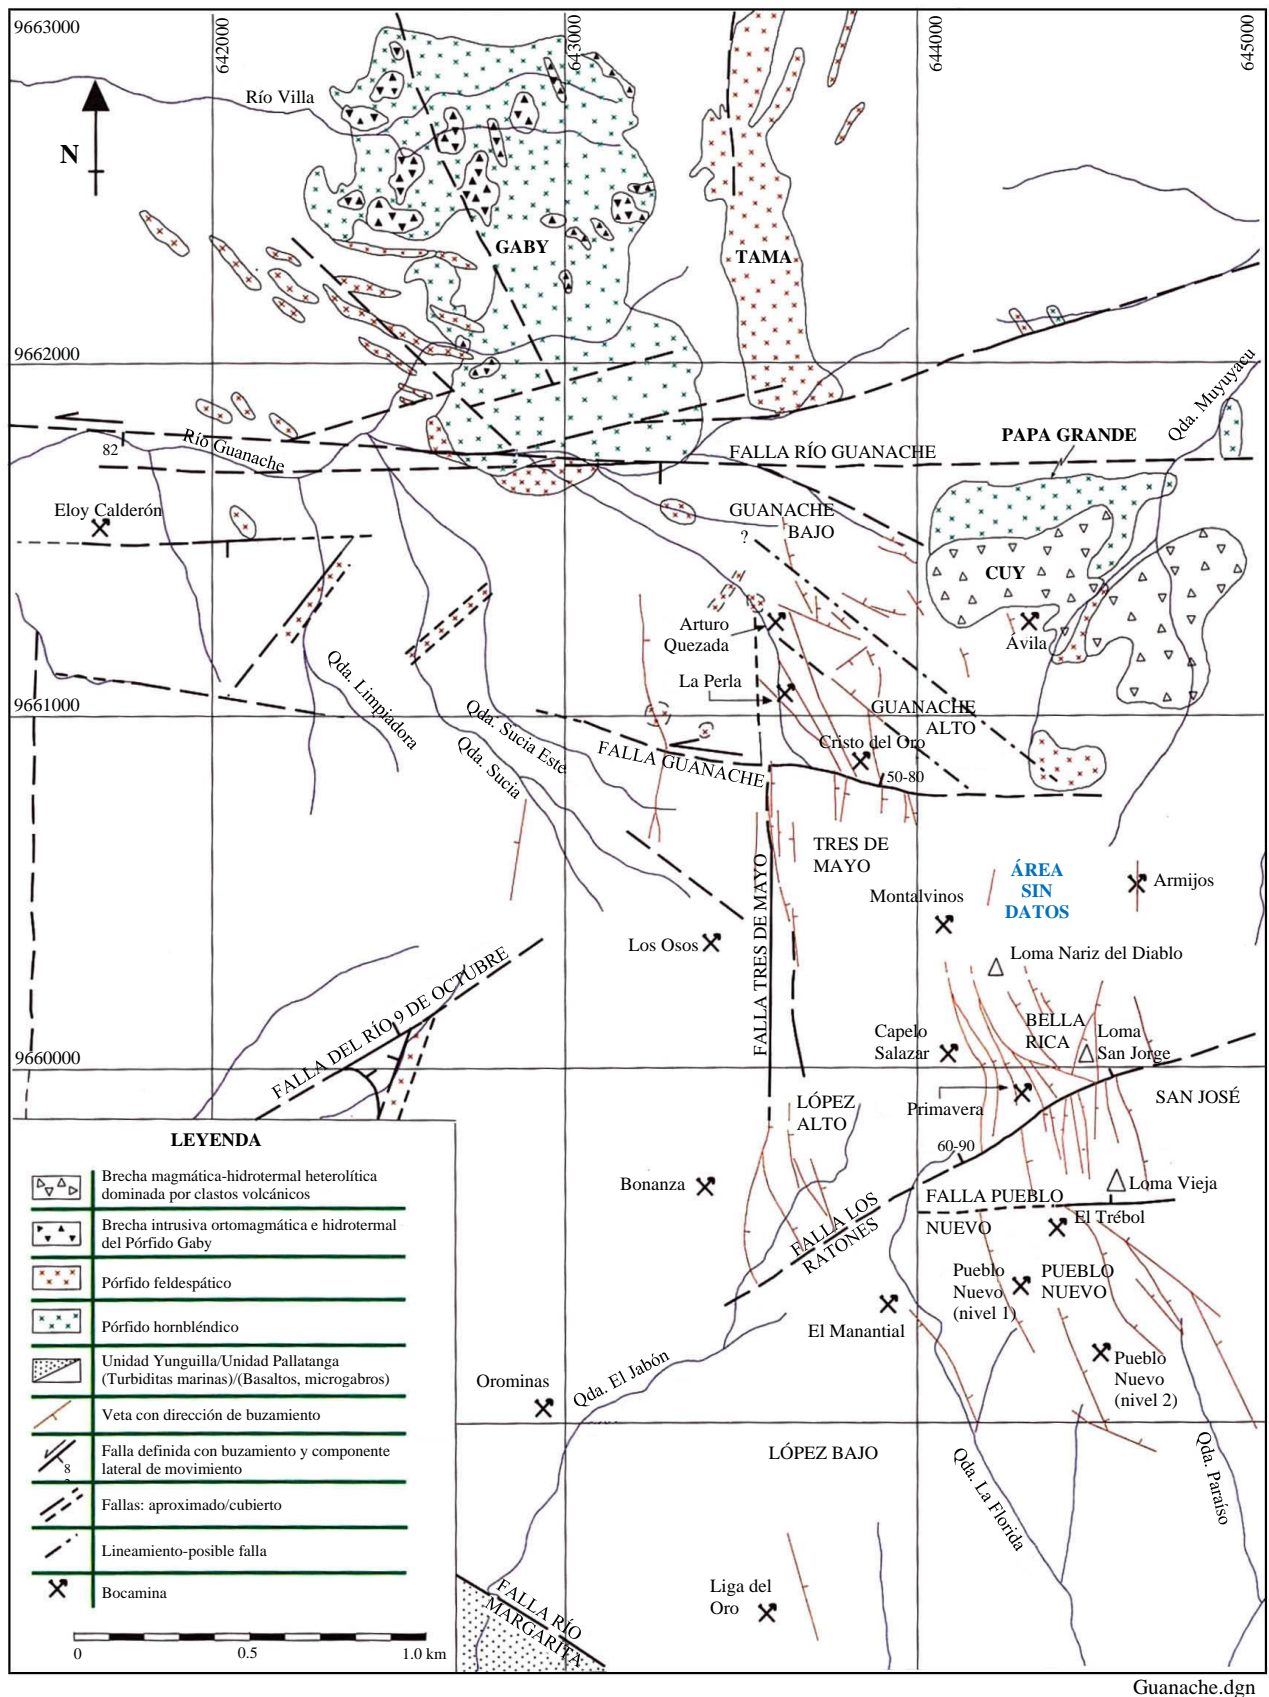 9663000
642000
643000
644000
645000
Río Villa
N
GABY
TAMA
9662000
Qda. Muyuyacu
82
Río Guanache
FALLA RÍO GUANACHE
PAPA GRANDE
Eloy Calderón
GUANACHE
BAJO
?
CUY
Arturo
Quezada
Ávila
La Perla
9661000
GUANACHE
ALTO
Qda. Limpiadora
Qda. Sucia Este
Qda. Sucia
FALLA GUANACHE
Cristo del Oro
50-80
TRES DE
MAYO
ÁREA
SIN
DATOS
Armijos
Montalvinos
Los Osos
FALLA TRES DE MAYO
Loma Nariz del Diablo
FALLA DEL RÍO 9 DE OCTUBRE
BELLA
RICA
Loma
San Jorge
Capelo
Salazar
9660000
Primavera
SAN JOSÉ
LÓPEZ
ALTO
60-90
Bonanza
Loma Vieja
FALLA LOS
RATONES
FALLA PUEBLO
NUEVO
El Trébol
Pueblo
Nuevo
(nivel 1)
PUEBLO
NUEVO
El Manantial
Pueblo
Nuevo
(nivel 2)
Orominas
Qda. El Jabón
LÓPEZ BAJO
Qda. La Florida
Qda. Paraíso
Liga del
Oro
FALLA RÍO
MARGARITA
LEYENDA
Brecha magmática-hidrotermal heterolítica
dominada por clastos volcánicos
Brecha intrusiva ortomagmática e hidrotermal
del Pórfido Gaby
Pórfido feldespático
Pórfido hornbléndico
Unidad Yunguilla/Unidad Pallatanga
(Turbiditas marinas)/(Basaltos, microgabros)
Veta con dirección de buzamiento
Falla definida con buzamiento y componente
lateral de movimiento
8
Fallas: aproximado/cubierto
Lineamiento-posible falla
Bocamina
0
0.5
1.0 km
Guanache.dgn